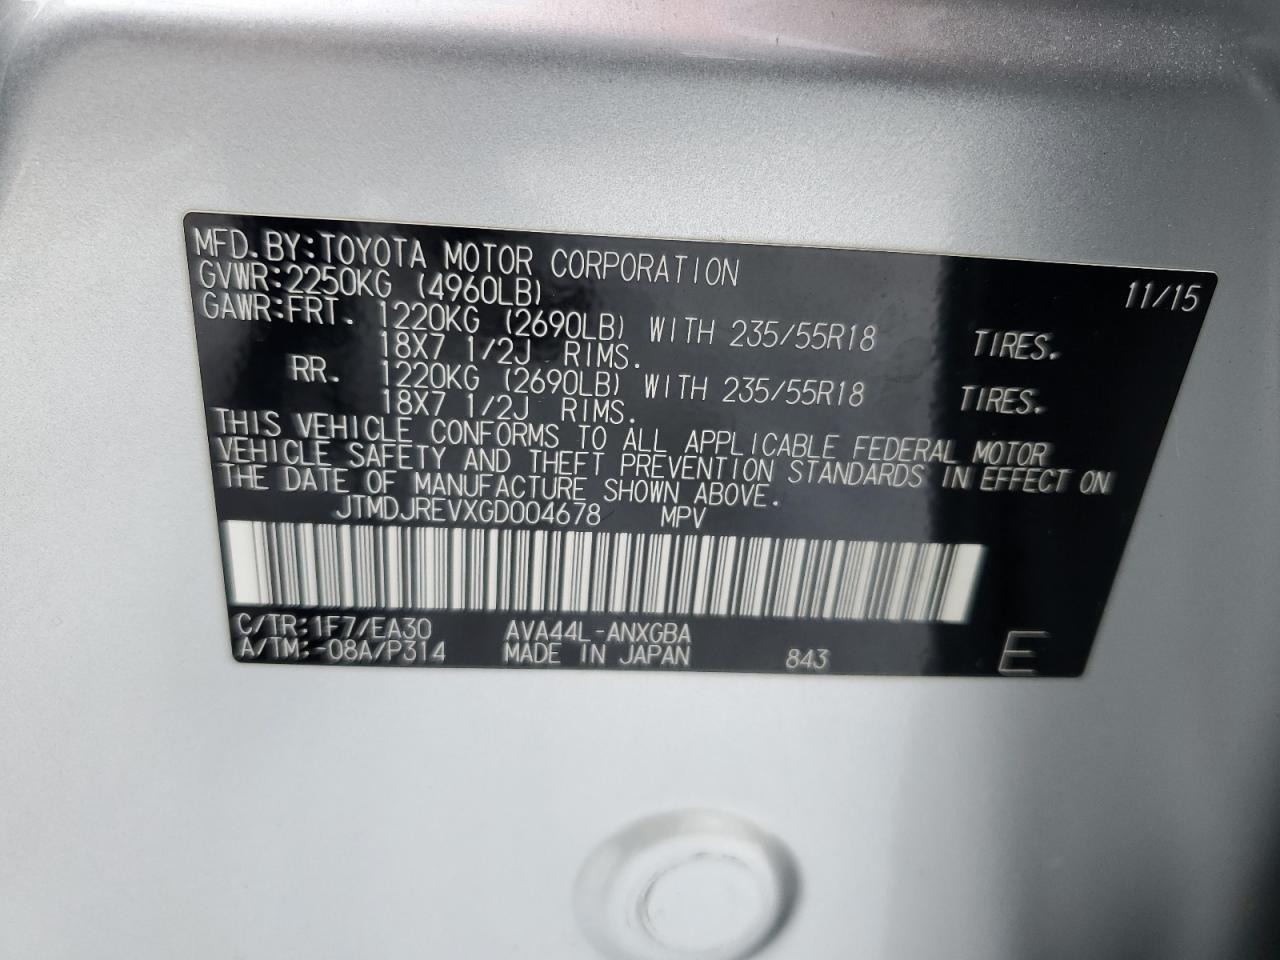 MFD.BY:TOYOTA MOTOR CORPORATION 11/15
GVWR:2250KG (4960LB)
GAWR:FRT. 1220KG (2690LB) WITH 235/55R18 TIRES.
18X7 1/2J RIMS.
RR. 1220KG (2690LB) WITH 235/55R18 TIRES.
18X7 1/2J RIMS.
THIS VEHICLE CONFORMS TO ALL APPLICABLE FEDERAL MOTOR
VEHICLE SAFETY AND THEFT PREVENTION STANDARDS IN EFFECT ON
THE DATE OF MANUFACTURE SHOWN ABOVE.
JTMDJREVXGD004678 MPV
C/TR:1F7/EA30 AVA44L-ANXGBA
A/TM:-08A/P314 MADE IN JAPAN 843 E